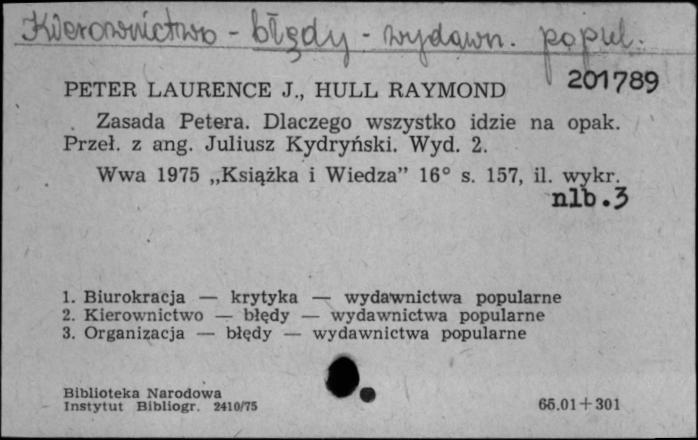 Kierownictwo - błędy - wydawn. popul.
201789
PETER LAURENCE J., HULL RAYMOND
Zasada Petera. Dlaczego wszystko idzie na opak.
Przeł. z ang. Juliusz Kydryński. Wyd. 2.
Wwa 1975 „Książka i Wiedza” 16° s. 157, il. wykr.
nlb.3
1. Biurokracja — krytyka — wydawnictwa popularne
2. Kierownictwo — błędy — wydawnictwa popularne
3. Organizacja — błędy — wydawnictwa popularne
Biblioteka Narodowa
Instytut Bibliogr. 2410/75
65.01+301